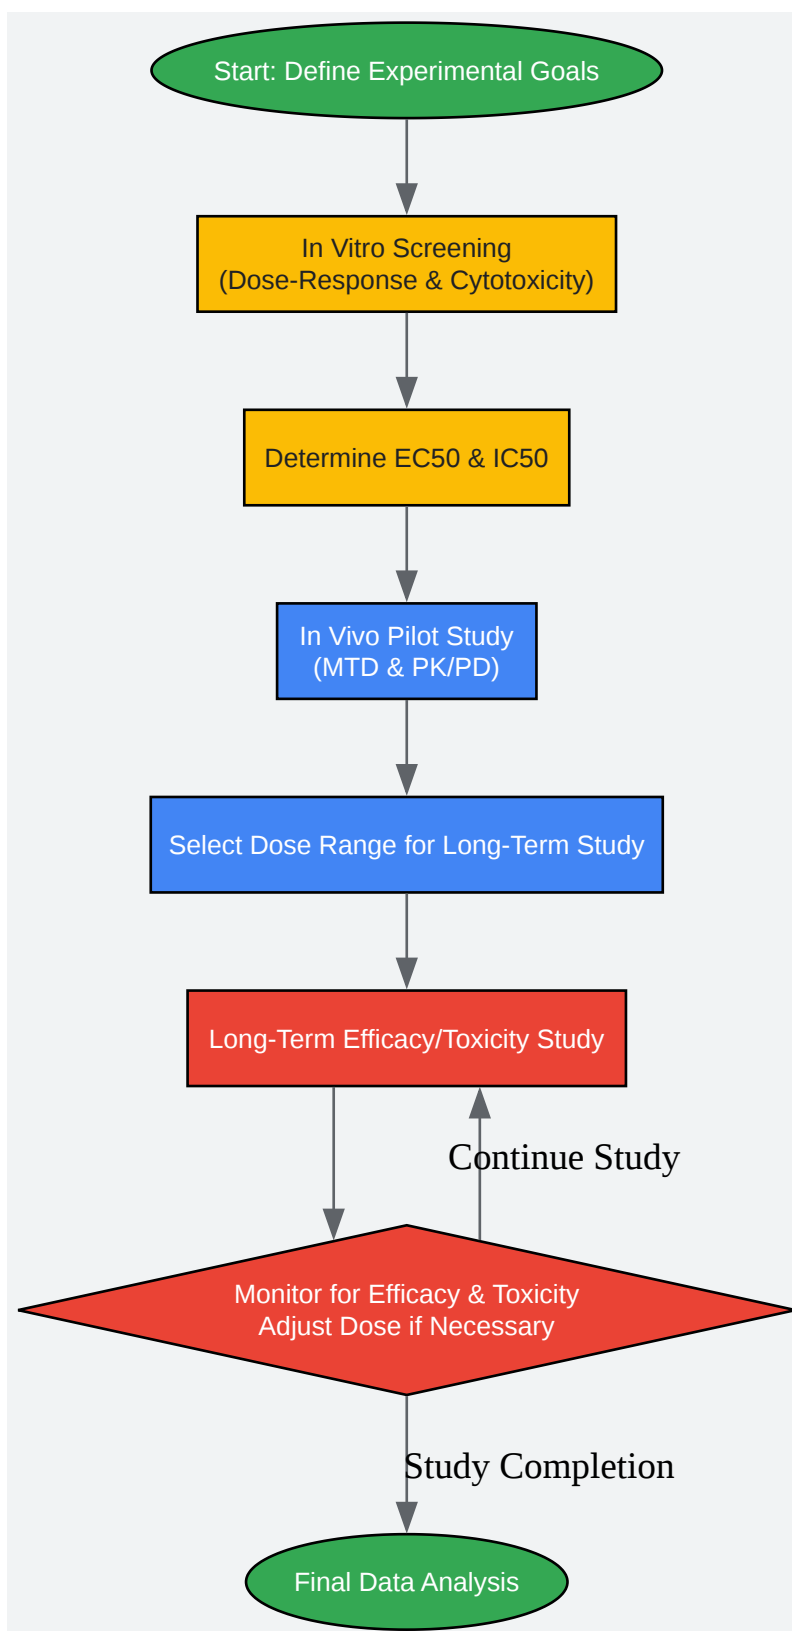 Start: Define Experimental Goals
In Vitro Screening
(Dose-Response & Cytotoxicity)
Determine EC50 & IC50
In Vivo Pilot Study
(MTD & PK/PD)
Select Dose Range for Long-Term Study
Long-Term Efficacy/Toxicity Study
Continue Study
Monitor for Efficacy & Toxicity
Adjust Dose if Necessary
Study Completion
Final Data Analysis